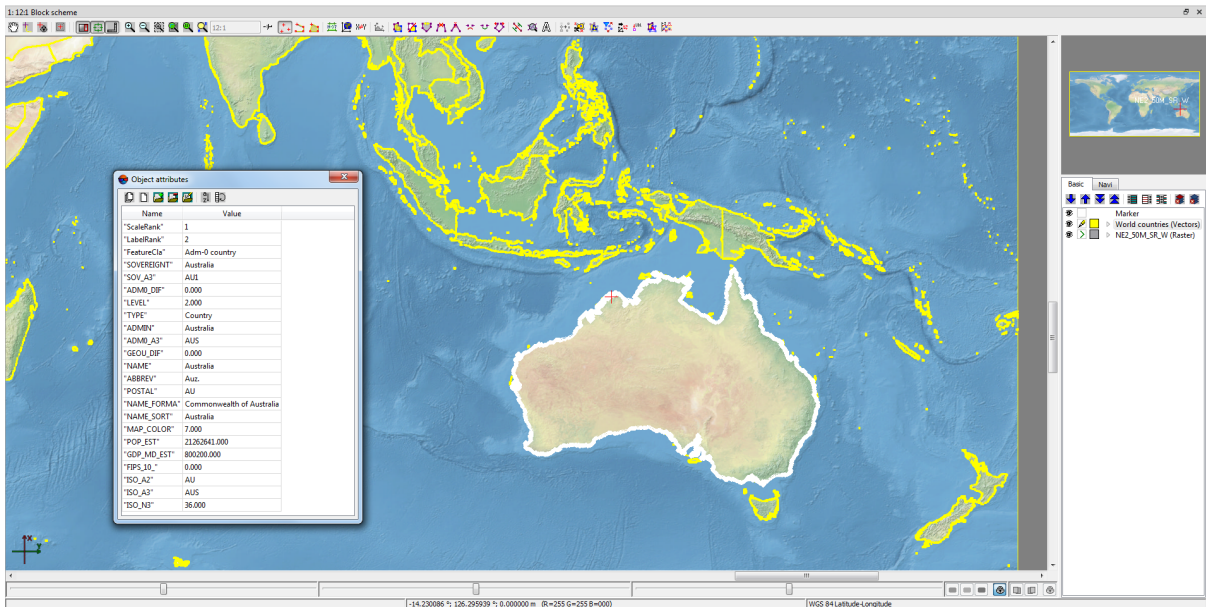 1: 12:1 Block scheme
12:1
NE2_50M_SR_W
Object attributes
Name Value
"ScaleRank" 1
"LabelRank" 2
"FeatureCla" Adm-0 country
"SOVEREIGNT" Australia
"SOV_A3" AU1
"ADM0_DIF" 0.000
"LEVEL" 2.000
"TYPE" Country
"ADMIN" Australia
"ADM0_A3" AUS
"GEOU_DIF" 0.000
"NAME" Australia
"ABBREV" Auz.
"POSTAL" AU
"NAME_FORMA" Commonwealth of Australia
"NAME_SORT" Australia
"MAP_COLOR" 7.000
"POP_EST" 21262641.000
"GDP_MD_EST" 800200.000
"FIPS_10_" 0.000
"ISO_A2" AU
"ISO_A3" AUS
"ISO_N3" 36.000
Basic Navi
Marker
World countries (Vectors)
NE2_50M_SR_W (Raster)
X
Y
-14.230086 °; 126.295939 °; 0.000000 m (R=255 G=255 B=000)
WGS 84 Latitude-Longitude